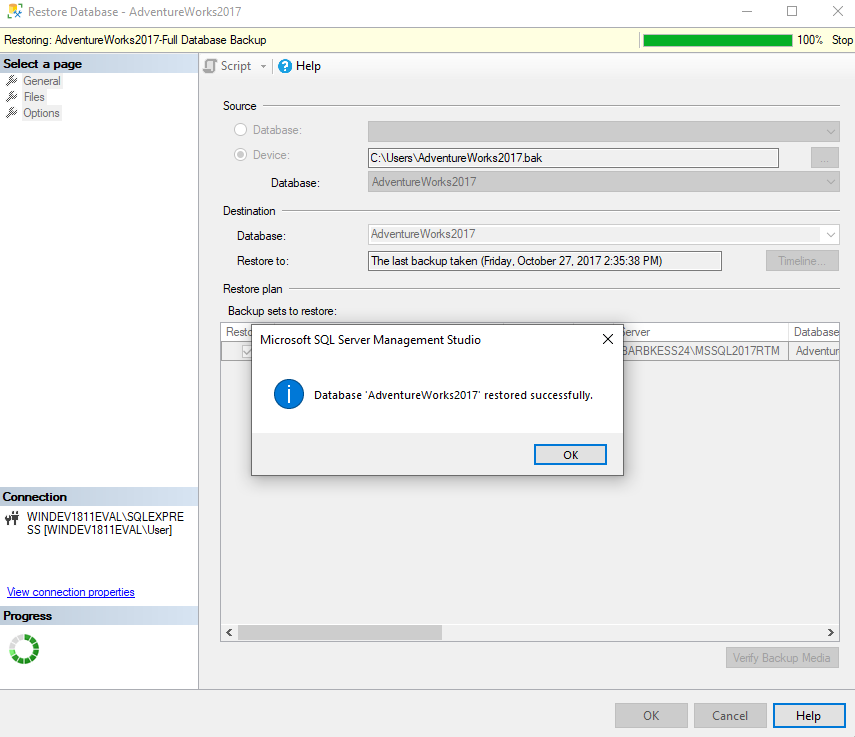 Restore Database - AdventureWorks2017
Restoring: AdventureWorks2017-Full Database Backup
100% Stop
Select a page
General
Files
Options
Script
Help
Source
Database:
Device:
C:\Users\AdventureWorks2017.bak
...
Database:
AdventureWorks2017
Destination
Database:
AdventureWorks2017
Restore to:
The last backup taken (Friday, October 27, 2017 2:35:38 PM)
Timeline...
Restore plan
Backup sets to restore:
Database
BARBKESS24\MSSQL2017RTM
Microsoft SQL Server Management Studio
Database 'AdventureWorks2017' restored successfully.
OK
Connection
WINDEV1811EVAL\SQLEXPRE
SS [WINDEV1811EVAL\User]
View connection properties
Progress
Verify Backup Media
OK
Cancel
Help